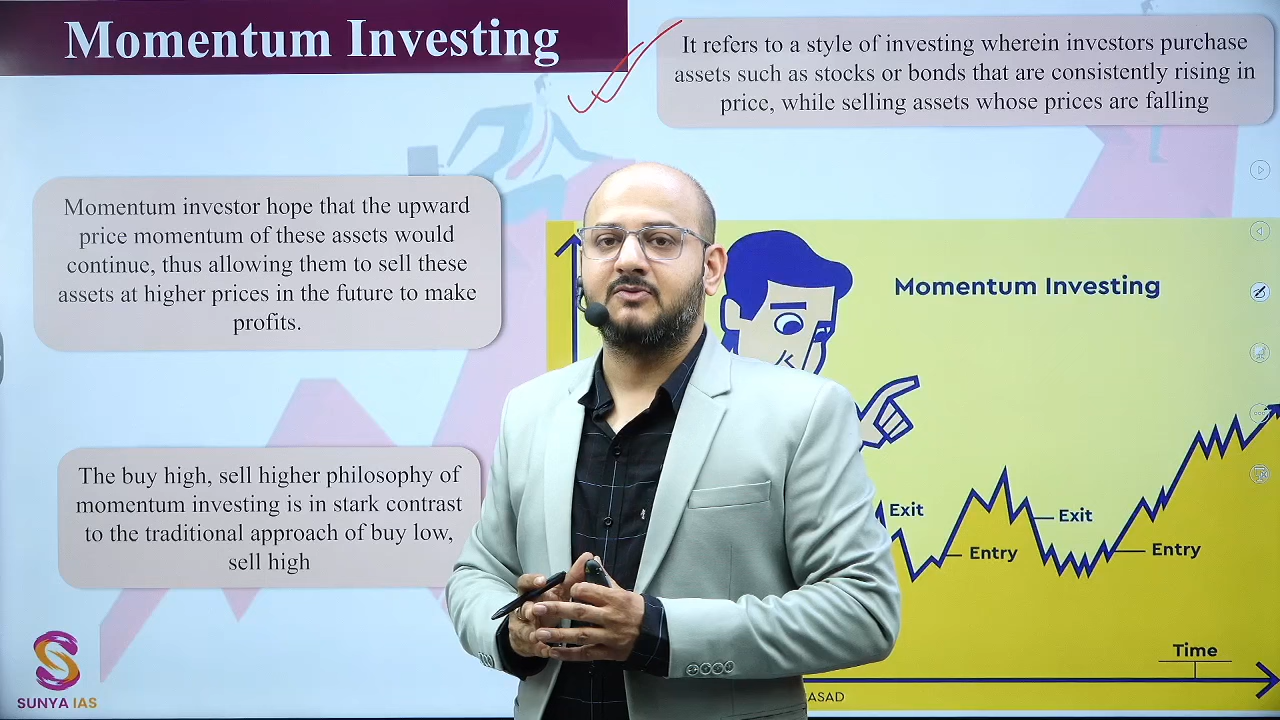 Momentum Investing
It refers to a style of investing wherein investors purchase
assets such as stocks or bonds that are consistently rising in
price, while selling assets whose prices are falling
Momentum investor hope that the upward
price momentum of these assets would
continue, thus allowing them to sell these
assets at higher prices in the future to make
profits.
The buy high, sell higher philosophy of
momentum investing is in stark contrast
to the traditional approach of buy low,
sell high
Momentum Investing
Exit
Entry
Exit
Entry
Time
ASAD
SUNYA IAS